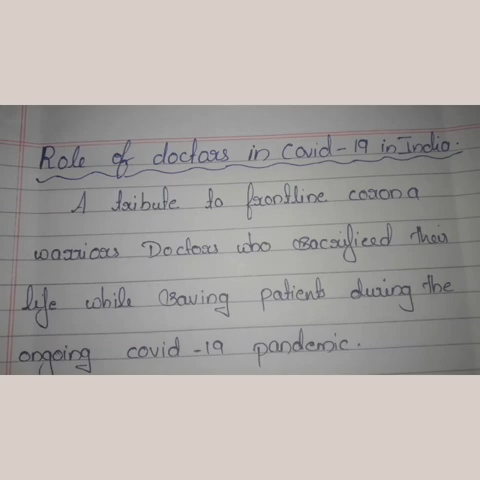 Role of doctors in Covid-19 in India.
A tribute to frontline corona
warriors Doctors who sacrificed their
life while saving patients during the
ongoing covid-19 pandemic.